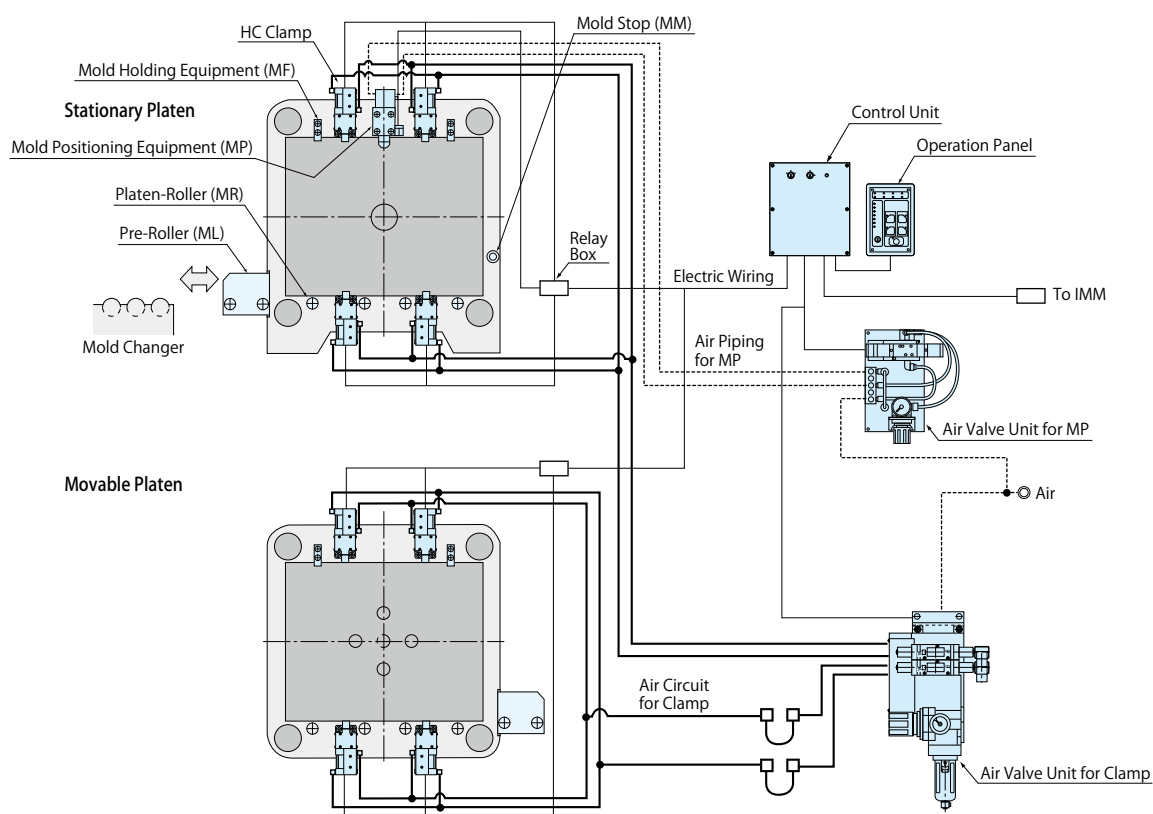 Mold Stop (MM)
HC Clamp
Mold Holding Equipment (MF)
Stationary Platen
Control Unit
Operation Panel
Mold Positioning Equipment (MP)
Platen-Roller (MR)
Pre-Roller (ML)
Relay
Box
Electric Wiring
To IMM
Mold Changer
Air Piping
for MP
Air Valve Unit for MP
Movable Platen
Air
Air Circuit
for Clamp
Air Valve Unit for Clamp